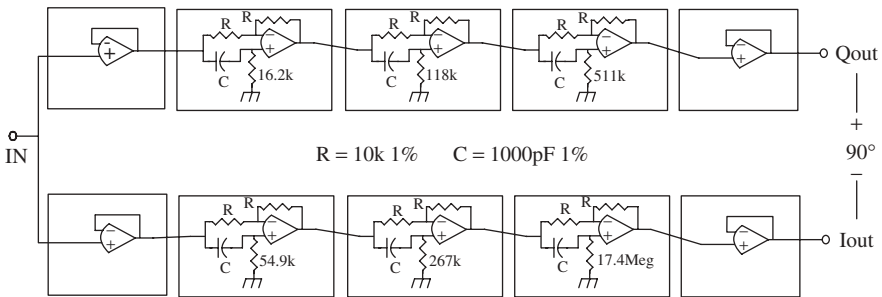 R
R
R
R
R
R
C
16.2k
C
118k
C
511k
Qout
IN
R = 10k 1% C = 1000pF 1%
+
90°
−
R
R
R
R
R
R
C
54.9k
C
267k
C
17.4Meg
Iout